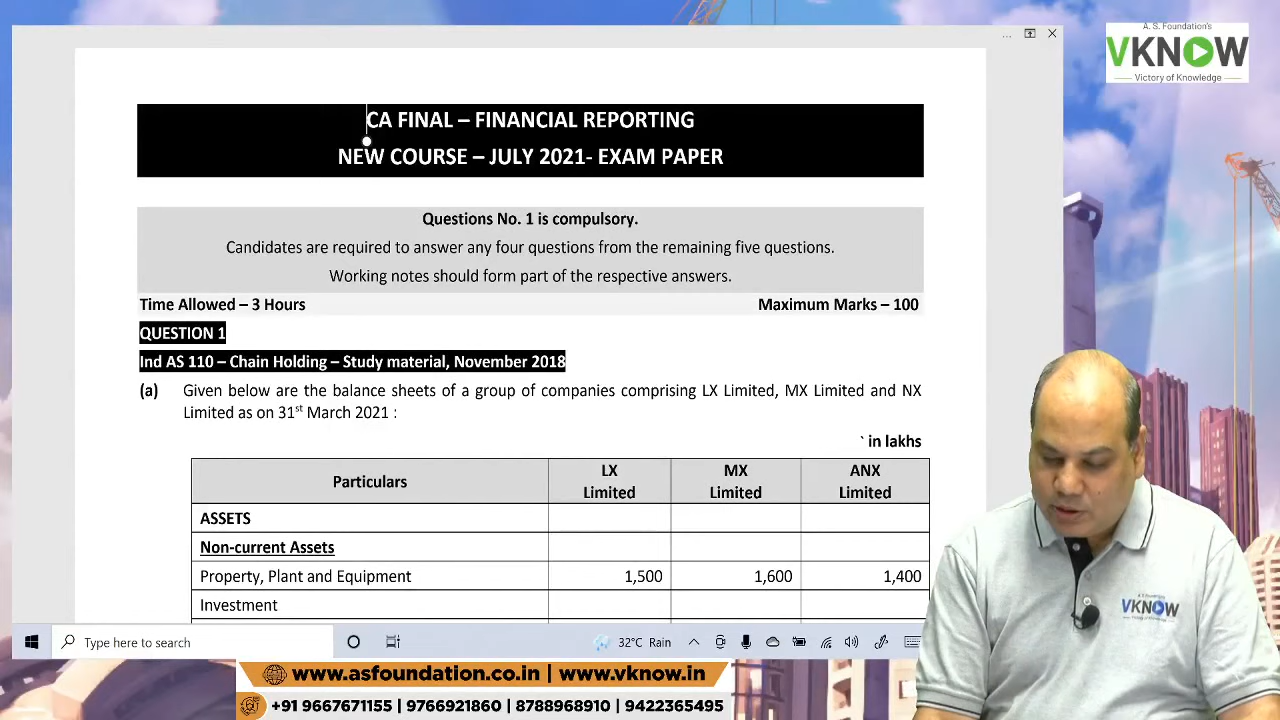 A. S. Foundation's
VKNOW
Victory of Knowledge
CA FINAL – FINANCIAL REPORTING
NEW COURSE – JULY 2021- EXAM PAPER
Questions No. 1 is compulsory.
Candidates are required to answer any four questions from the remaining five questions.
Working notes should form part of the respective answers.
Time Allowed – 3 Hours Maximum Marks – 100
QUESTION 1
Ind AS 110 – Chain Holding – Study material, November 2018
(a) Given below are the balance sheets of a group of companies comprising LX Limited, MX Limited and NX
Limited as on 31st March 2021 :
` in lakhs
Particulars LX Limited MX Limited ANX Limited
ASSETS
Non-current Assets
Property, Plant and Equipment 1,500 1,600 1,400
Investment
VKNOW
Type here to search 32°C Rain
www.asfoundation.co.in | www.vknow.in
+91 9667671155 | 9766921860 | 8788968910 | 9422365495